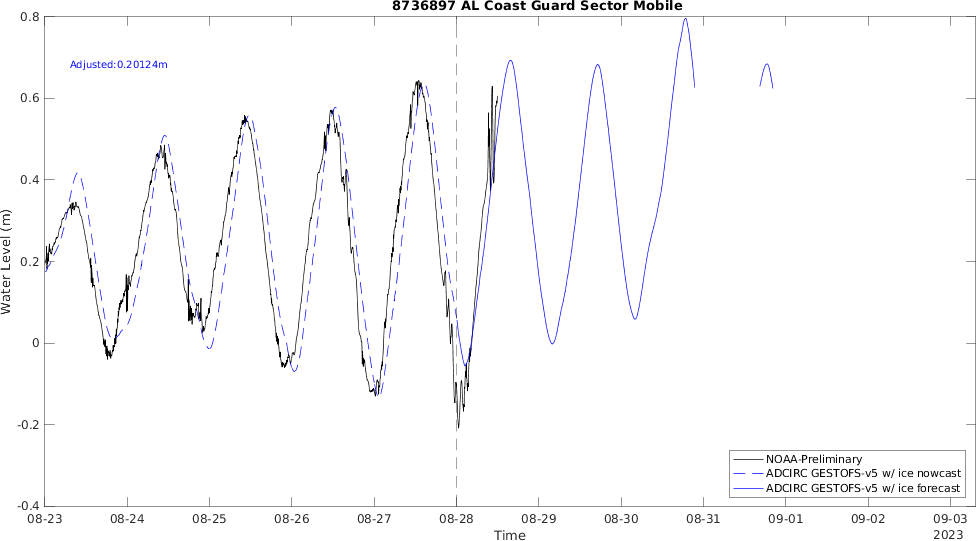 8736897 AL Coast Guard Sector Mobile
Adjusted:0.20124m
Water Level (m)
0.8
0.6
0.4
0.2
0
-0.2
-0.4
NOAA-Preliminary
ADCIRC GESTOFS-v5 w/ ice nowcast
ADCIRC GESTOFS-v5 w/ ice forecast
08-23 08-24 08-25 08-26 08-27 08-28 08-29 08-30 08-31 09-01 09-02 09-03
Time
2023